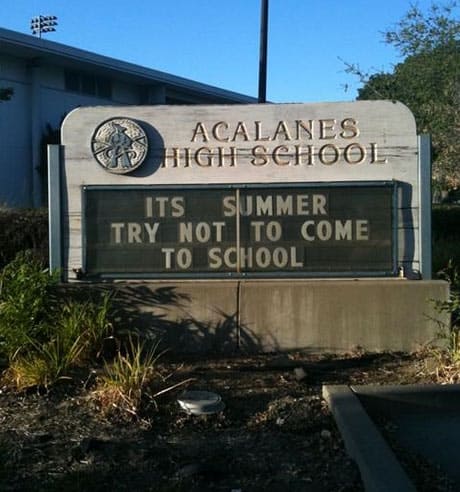 ACALANES
HIGH SCHOOL
ITS SUMMER
TRY NOT TO COME
TO SCHOOL